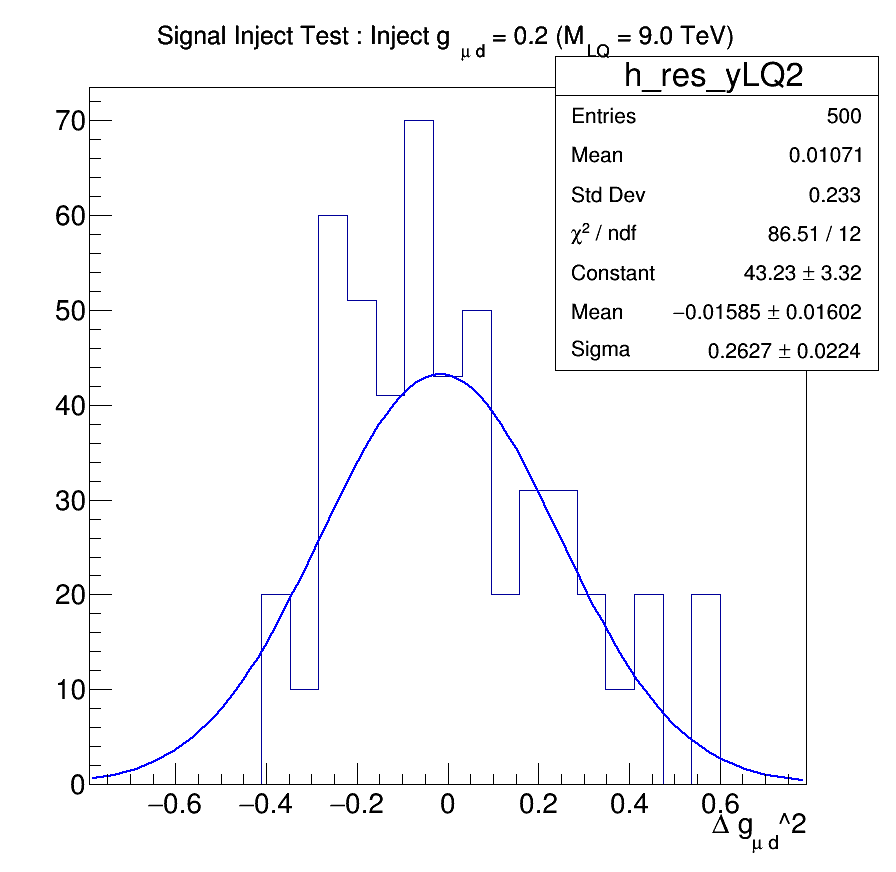 Signal Inject Test : Inject g μ d = 0.2 (M LQ = 9.0 TeV)
h_res_yLQ2
Entries 500
Mean 0.01071
Std Dev 0.233
χ² / ndf 86.51 / 12
Constant 43.23 ± 3.32
Mean −0.01585 ± 0.01602
Sigma 0.2627 ± 0.0224
70
60
50
40
30
20
10
0
−0.6 −0.4 −0.2 0 0.2 0.4 0.6
Δ g μ d ^2